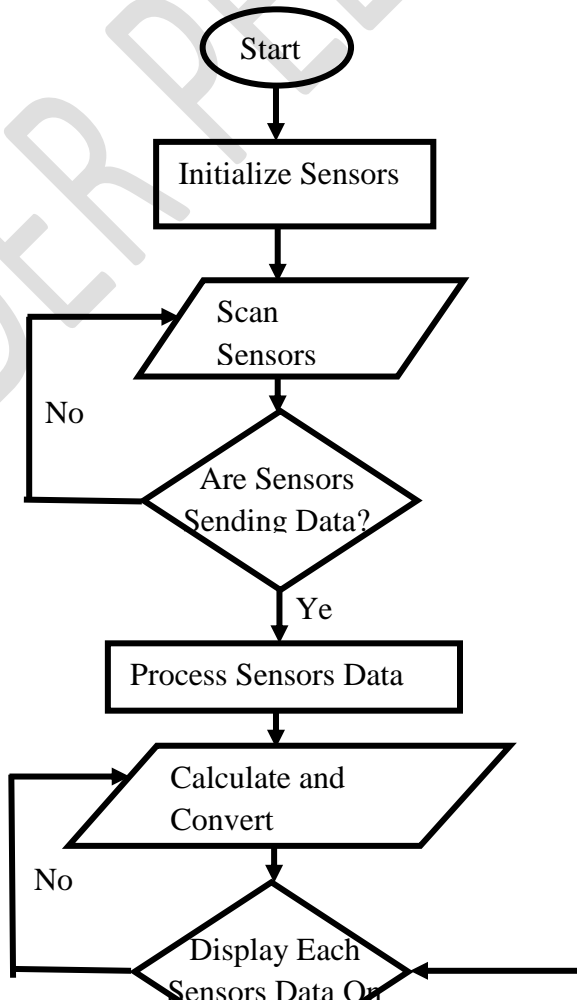 Start
Initialize Sensors
Scan
Sensors
No
Are Sensors
Sending Data?
Ye
Process Sensors Data
Calculate and
Convert
No
Display Each
Sensors Data On